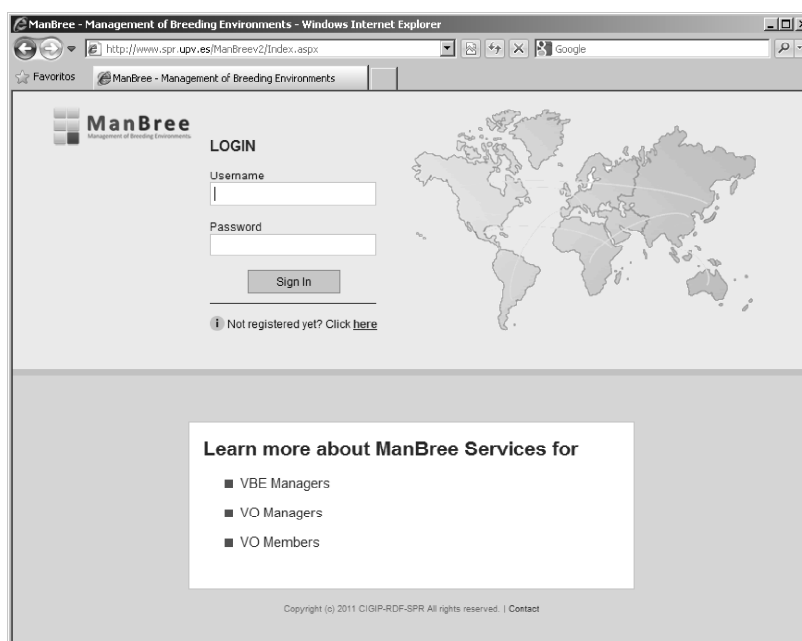 ManBree - Management of Breeding Environments - Windows Internet Explorer
http://www.spr.upv.es/ManBreev2/Index.aspx
Google
Favoritos
ManBree - Management of Breeding Environments
ManBree
Management of Breeding Environments.
LOGIN
Username
Password
Sign In
i Not registered yet? Click here
Learn more about ManBree Services for
VBE Managers
VO Managers
VO Members
Copyright (c) 2011 CIGIP-RDF-SPR All rights reserved. | Contact